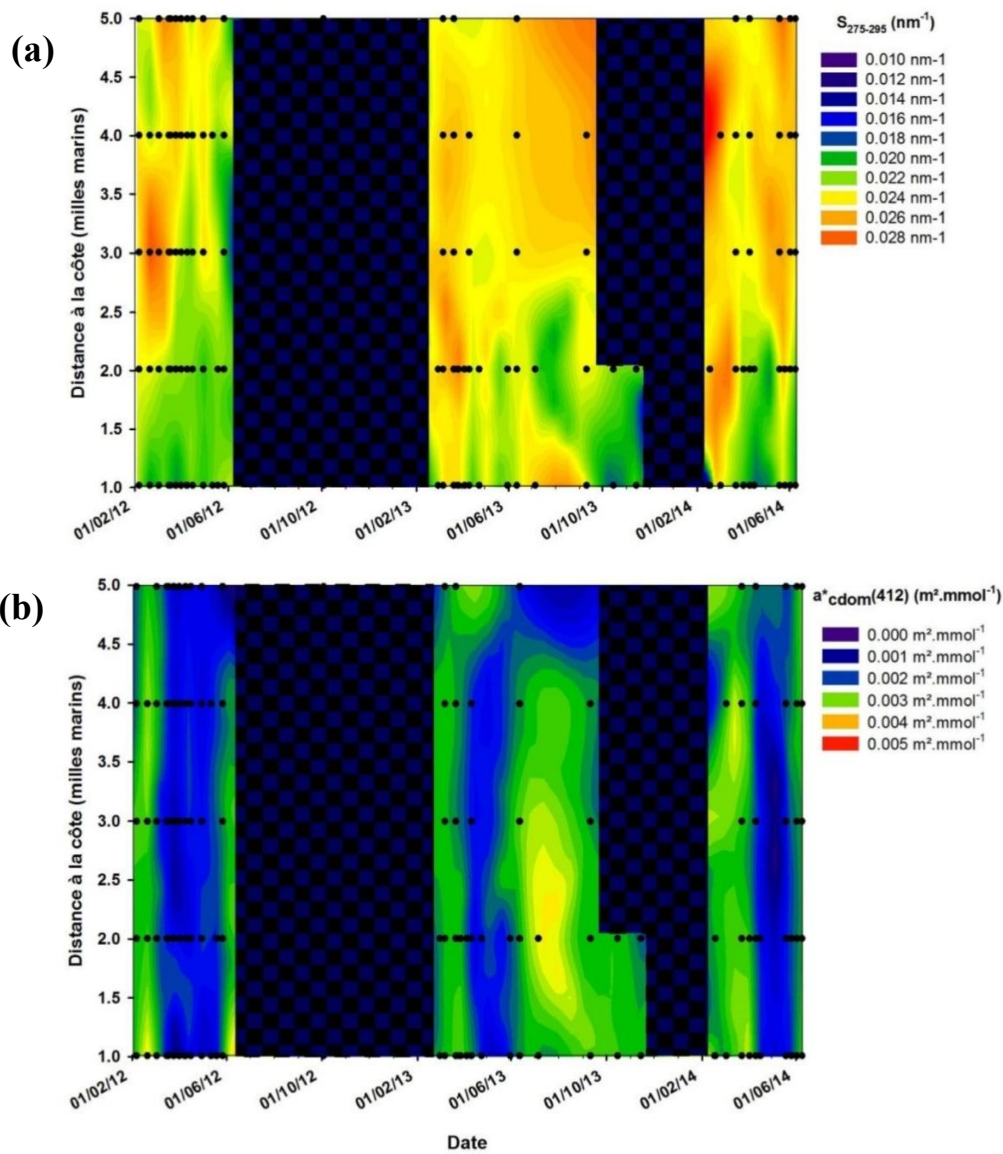 (a)
S275-295 (nm-1)
0.010 nm-1
0.012 nm-1
0.014 nm-1
0.016 nm-1
0.018 nm-1
0.020 nm-1
0.022 nm-1
0.024 nm-1
0.026 nm-1
0.028 nm-1
Distance à la côte (milles marins)
5.0
4.5
4.0
3.5
3.0
2.5
2.0
1.5
1.0
01/02/12
01/06/12
01/10/12
01/02/13
01/06/13
01/10/13
01/02/14
01/06/14
(b)
a*cdom(412) (m².mmol-1)
0.000 m².mmol-1
0.001 m².mmol-1
0.002 m².mmol-1
0.003 m².mmol-1
0.004 m².mmol-1
0.005 m².mmol-1
Distance à la côte (milles marins)
5.0
4.5
4.0
3.5
3.0
2.5
2.0
1.5
1.0
01/02/12
01/06/12
01/10/12
01/02/13
01/06/13
01/10/13
01/02/14
01/06/14
Date